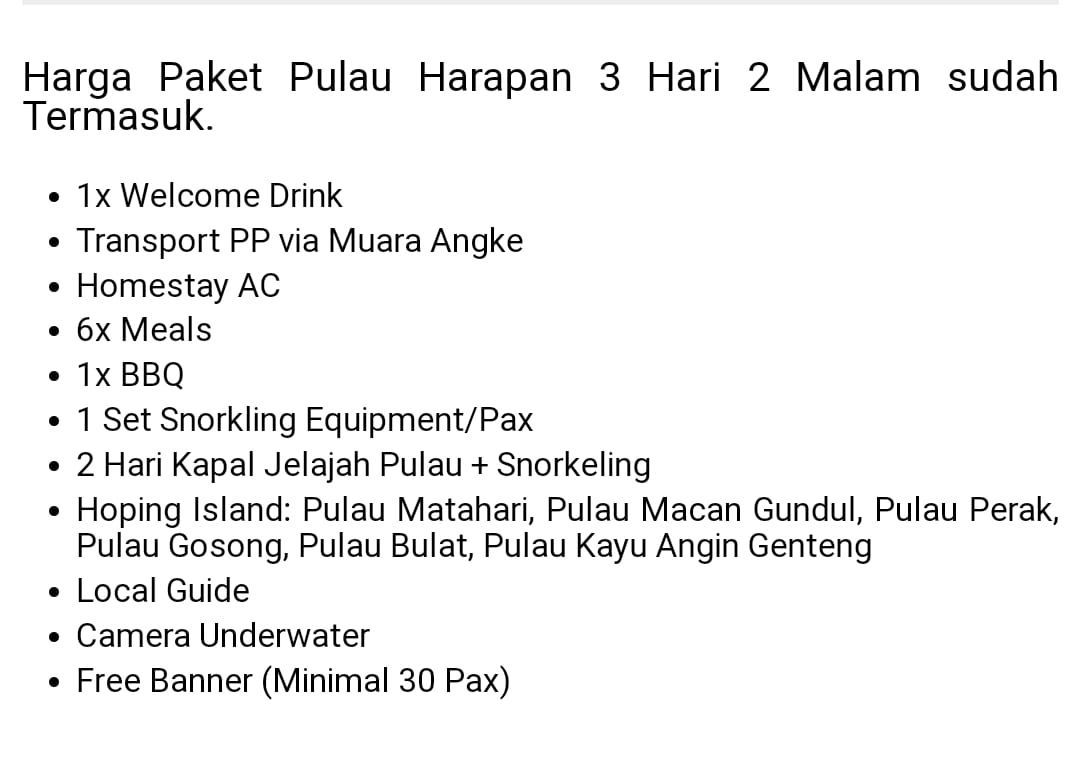 Harga Paket Pulau Harapan 3 Hari 2 Malam sudah
Termasuk.
• 1x Welcome Drink
• Transport PP via Muara Angke
• Homestay AC
• 6x Meals
• 1x BBQ
• 1 Set Snorkling Equipment/Pax
• 2 Hari Kapal Jelajah Pulau + Snorkeling
• Hoping Island: Pulau Matahari, Pulau Macan Gundul, Pulau Perak,
Pulau Gosong, Pulau Bulat, Pulau Kayu Angin Genteng
• Local Guide
• Camera Underwater
• Free Banner (Minimal 30 Pax)